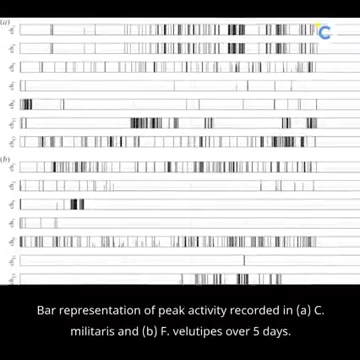 (a)
(b)
Bar representation of peak activity recorded in (a) C.
militaris and (b) F. velutipes over 5 days.